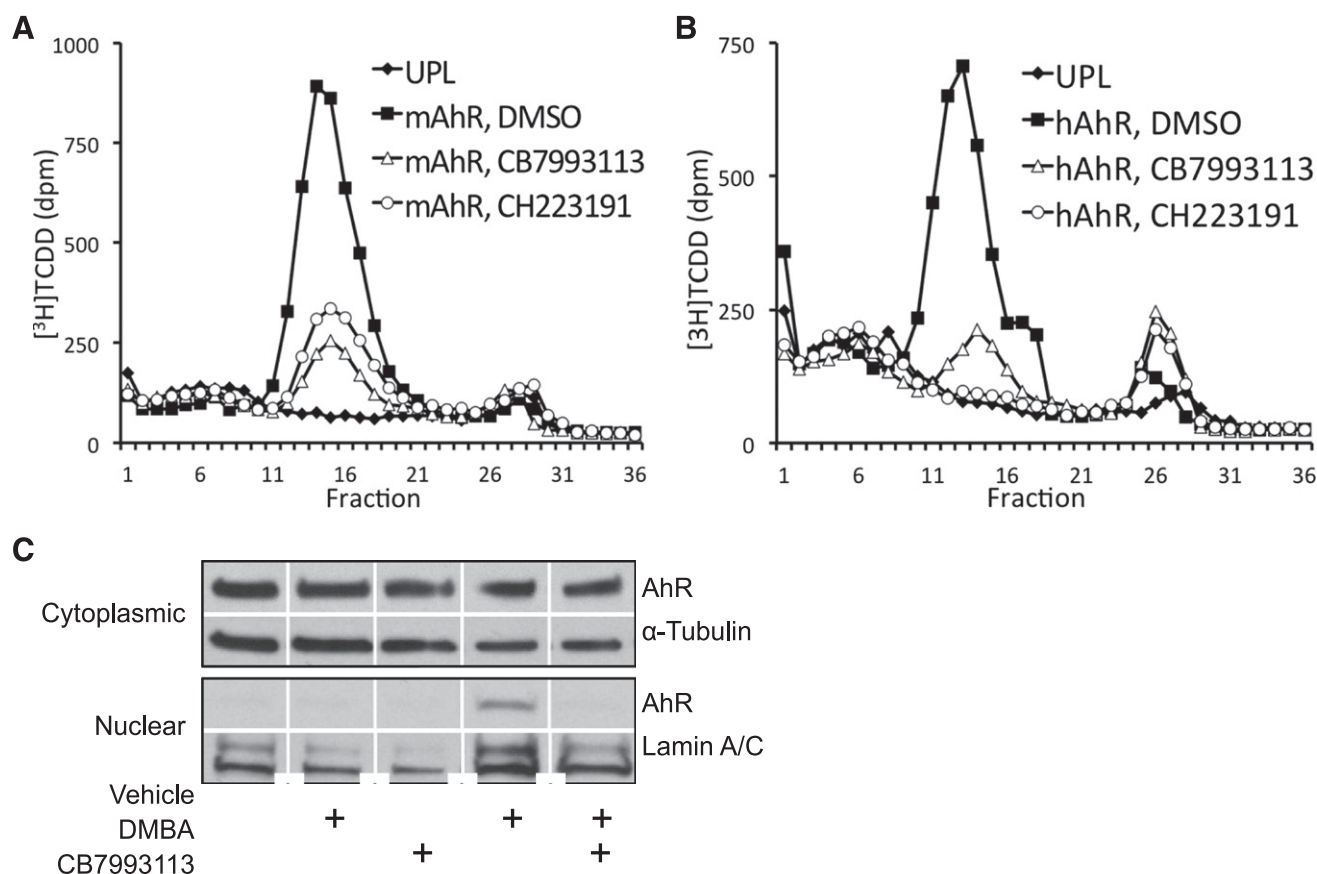 A
1000
750
500
250
0
[³H]TCDD (dpm)
UPL
mAhR, DMSO
mAhR, CB7993113
mAhR, CH223191
1 6 11 16 21 26 31 36
Fraction
B
750
500
250
0
[3H]TCDD (dpm)
UPL
hAhR, DMSO
hAhR, CB7993113
hAhR, CH223191
1 6 11 16 21 26 31 36
Fraction
C
Cytoplasmic
AhR
α-Tubulin
Nuclear
AhR
Lamin A/C
Vehicle
DMBA + + +
CB7993113 + +